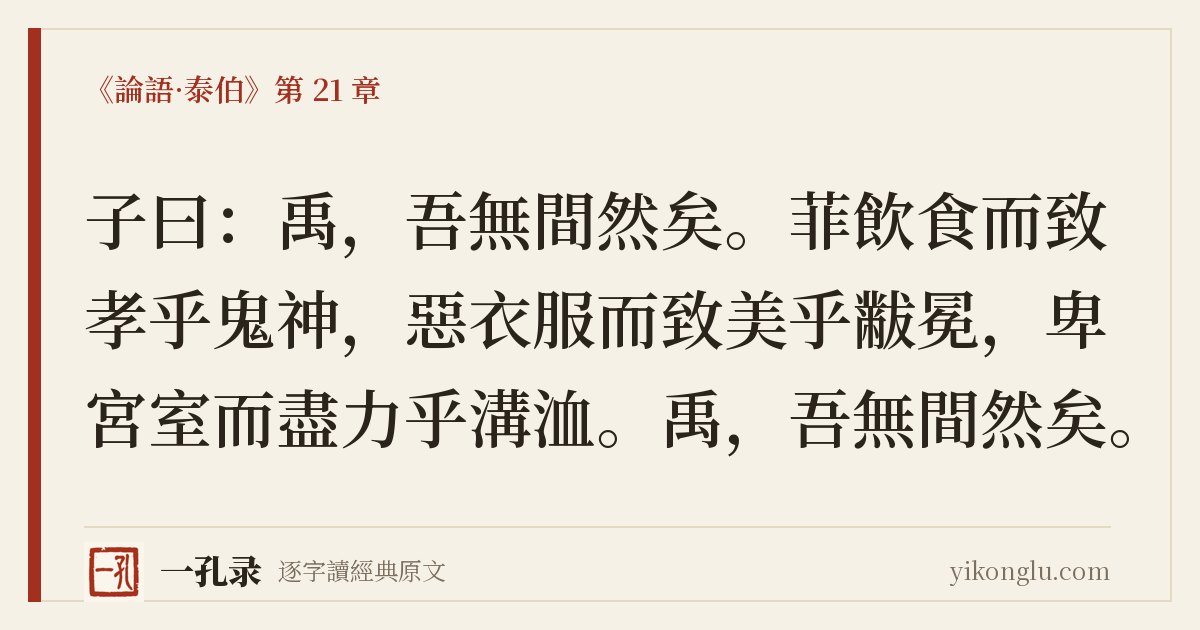 《論語·泰伯》第 21 章
子曰：禹，吾無間然矣。菲飲食而致
孝乎鬼神，惡衣服而致美乎黻冕，卑
宮室而盡力乎溝洫。禹，吾無間然矣。
一孔
一孔录 逐字讀經典原文
yikonglu.com